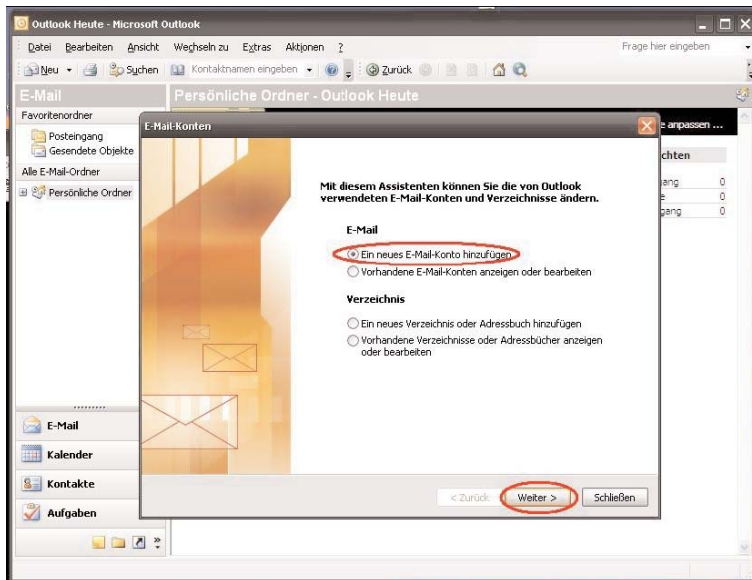 Outlook Heute - Microsoft Outlook
Datei Bearbeiten Ansicht Wechseln zu Extras Aktionen ? Frage hier eingeben
Neu Suchen Kontaktnamen eingeben Zurück
E-Mail Persönliche Ordner - Outlook Heute
Favoritenordner
Posteingang
Gesendete Objekte
Alle E-Mail-Ordner
Persönliche Ordner
E-Mail
Kalender
Kontakte
Aufgaben
E-Mail-Konten
Mit diesem Assistenten können Sie die von Outlook
verwendeten E-Mail-Konten und Verzeichnisse ändern.
E-Mail
Ein neues E-Mail-Konto hinzufügen
Vorhandene E-Mail-Konten anzeigen oder bearbeiten
Verzeichnis
Ein neues Verzeichnis oder Adressbuch hinzufügen
Vorhandene Verzeichnisse oder Adressbücher anzeigen
oder bearbeiten
< Zurück Weiter > Schließen
anpassen ...
chten
gang 0
e 0
gang 0